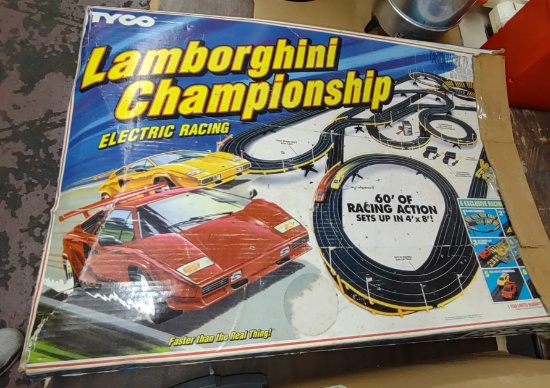 TYCO
Lamborghini
Championship
ELECTRIC RACING
60' OF
RACING ACTION
SETS UP IN 4' x 8'!
Faster than the Real Thing!